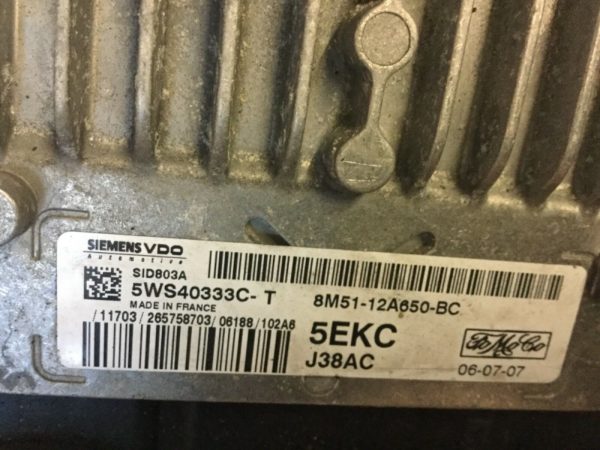 SIEMENS VDO
Automotive
SID803A
5WS40333C- T 8M51-12A650-BC
MADE IN FRANCE
/11703 / 265758703 / 06188 / 102A6
5EKC
J38AC
FoMoCo
06-07-07